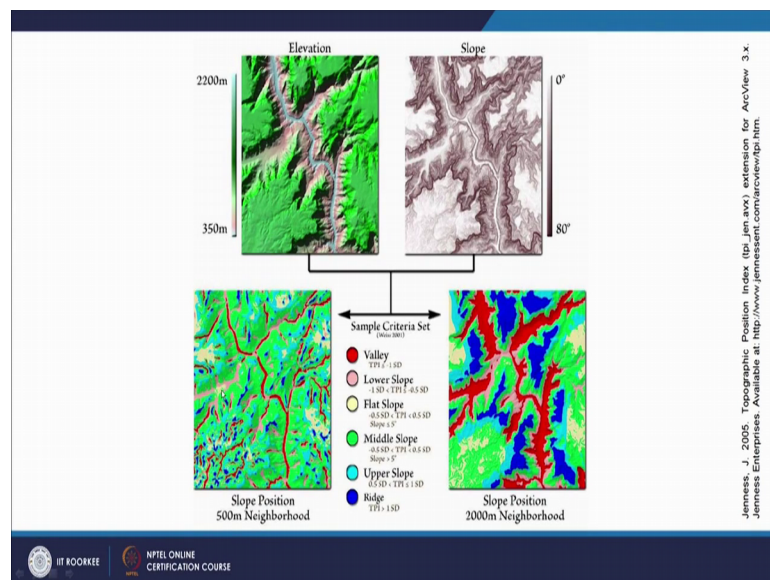 Elevation
Slope
2200m
350m
0°
80°
Sample Criteria Set
(Weiss 2001)
Valley
TPI ≤ -1 SD
Lower Slope
-1 SD < TPI ≤ -0.5 SD
Flat Slope
-0.5 SD < TPI < 0.5 SD
Slope ≤ 5°
Middle Slope
-0.5 SD < TPI < 0.5 SD
Slope > 5°
Upper Slope
0.5 SD < TPI ≤ 1 SD
Ridge
TPI > 1 SD
Slope Position
500m Neighborhood
Slope Position
2000m Neighborhood
Jenness, J. 2005. Topographic Position Index (tpi_jen.avx) extension for ArcView 3.x.
Jenness Enterprises. Available at: http://www.jennessent.com/arcview/tpi.htm.
IIT ROORKEE
NPTEL
NPTEL ONLINE
CERTIFICATION COURSE